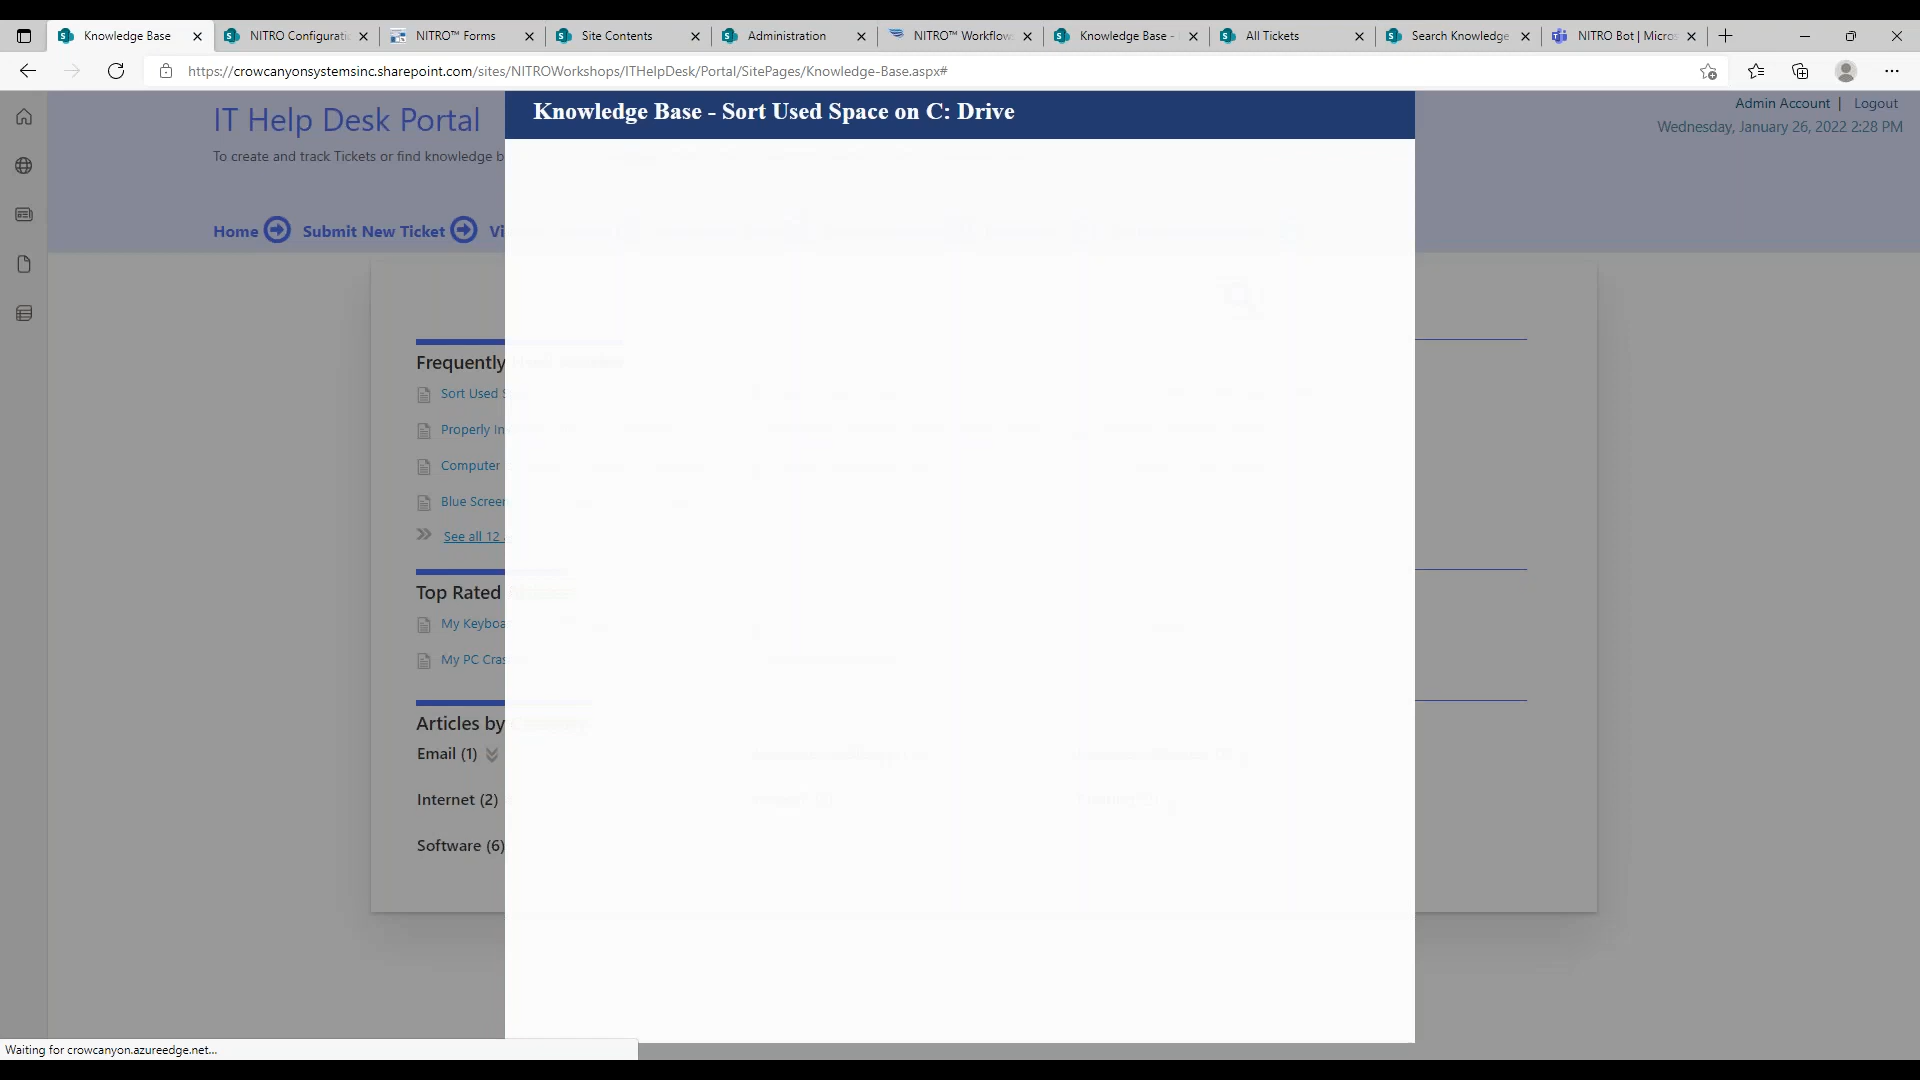 Knowledge Base
NITRO Configurati
NITRO™ Forms
Site Contents
Administration
NITRO™ Workflow
Knowledge Base -
All Tickets
Search Knowledge
NITRO Bot | Micros
https://crowcanyonsystemsinc.sharepoint.com/sites/NITROWorkshops/ITHelpDesk/Portal/SitePages/Knowledge-Base.aspx#
IT Help Desk Portal
Knowledge Base - Sort Used Space on C: Drive
Admin Account | Logout
Wednesday, January 26, 2022 2:28 PM
To create and track Tickets or find knowledge b
Home
Submit New Ticket
Vi
Frequently
Sort Used S
Properly In
Computer
Blue Screen
See all 12
Top Rated
My Keyboa
My PC Cras
Articles by
Email (1)
Internet (2)
Software (6)
Waiting for crowcanyon.azureedge.net...